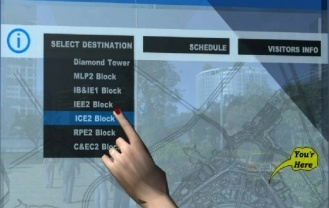 SELECT DESTINATION
SCHEDULE
VISITORS INFO
Diamond Tower
MLP2 Block
IB&IE1 Block
IEE2 Block
ICE2 Block
RPE2 Block
C&EC2 Block
You'r
Here